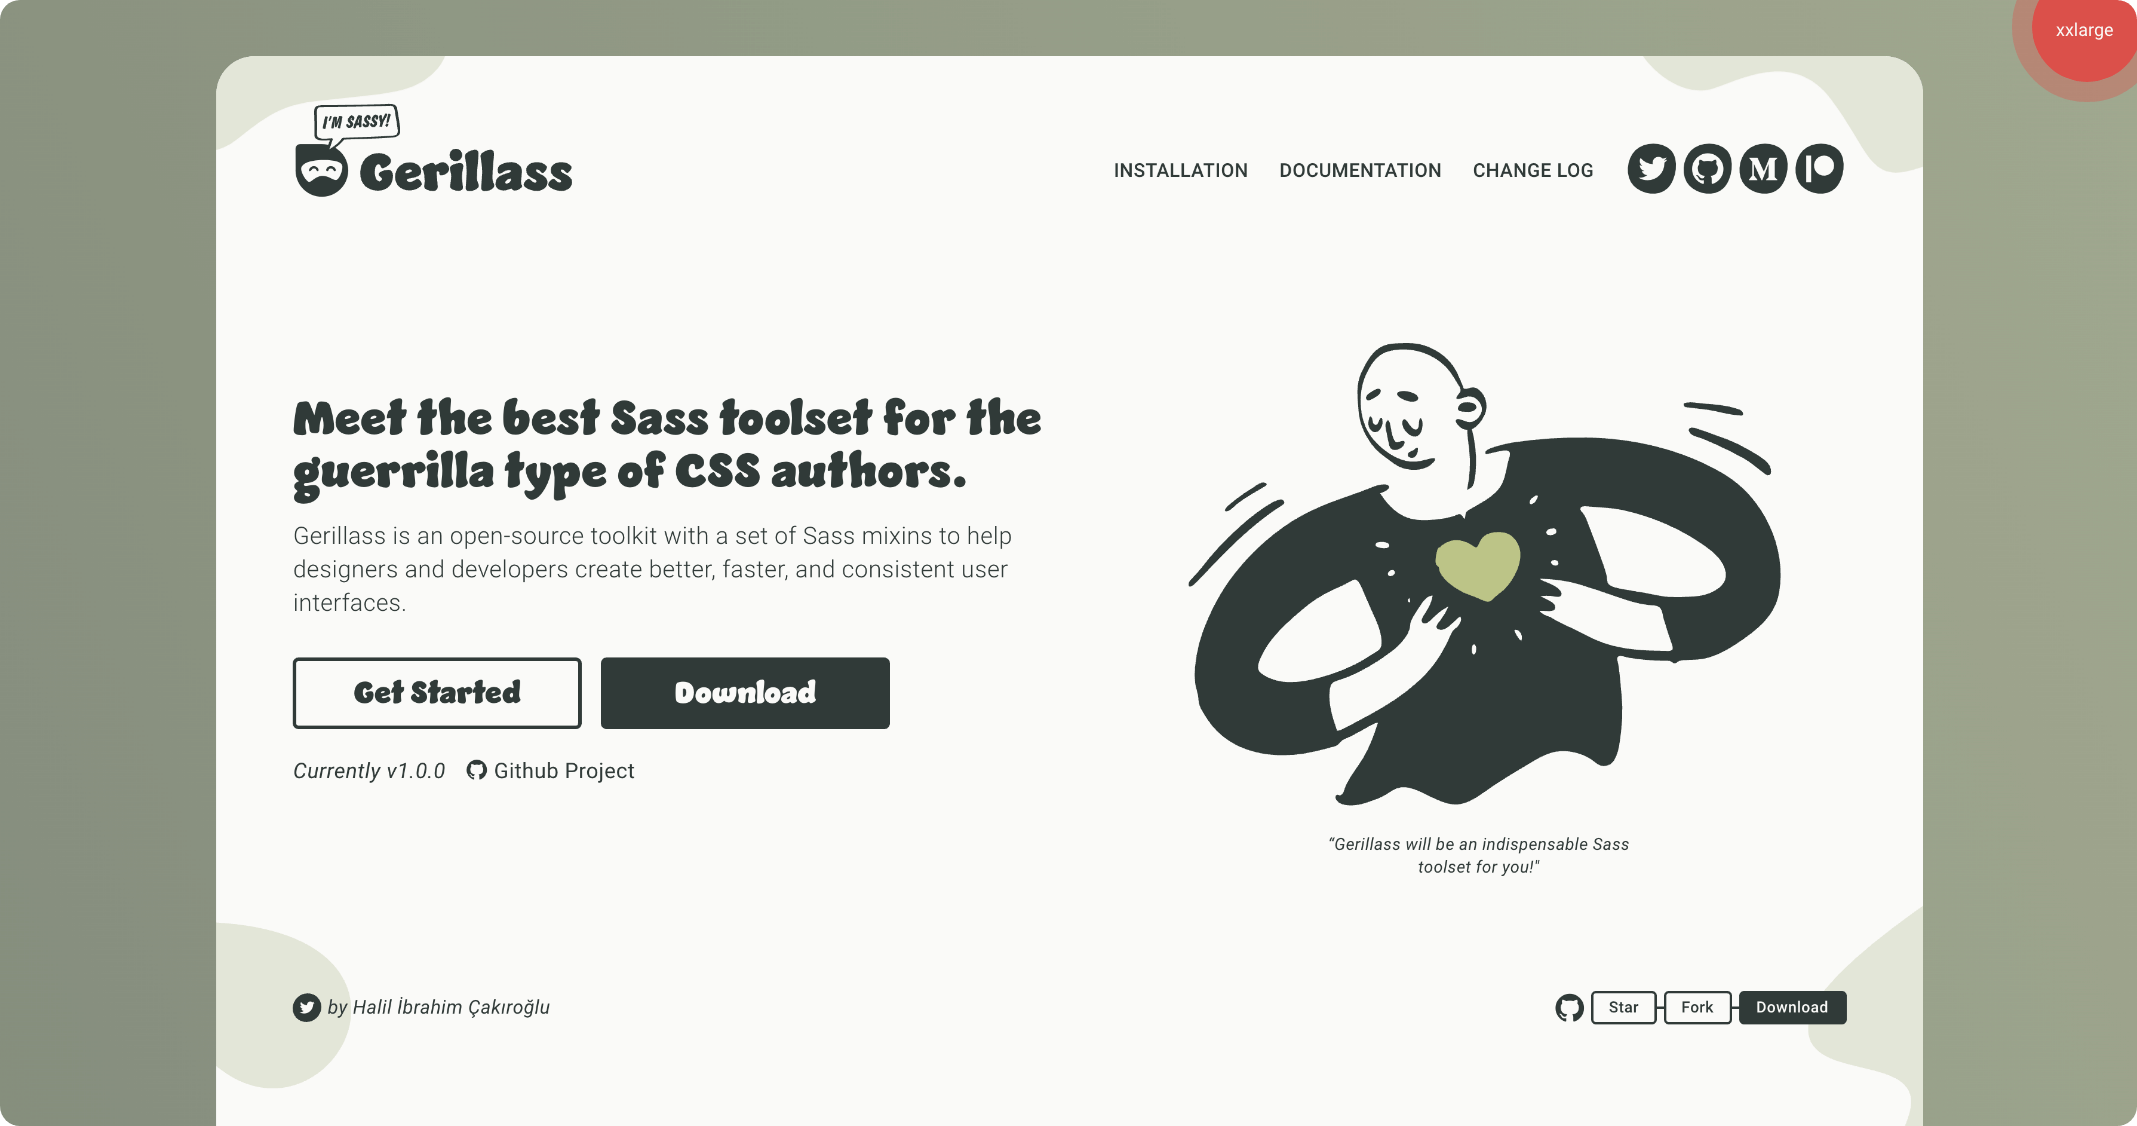 xxlarge
I'M SASSY!
Gerillass
INSTALLATION DOCUMENTATION CHANGE LOG
Meet the best Sass toolset for the
guerrilla type of CSS authors.
Gerillass is an open-source toolkit with a set of Sass mixins to help
designers and developers create better, faster, and consistent user
interfaces.
Get Started Download
Currently v1.0.0 Github Project
“Gerillass will be an indispensable Sass
toolset for you!"
by Halil İbrahim Çakıroğlu
Star Fork Download